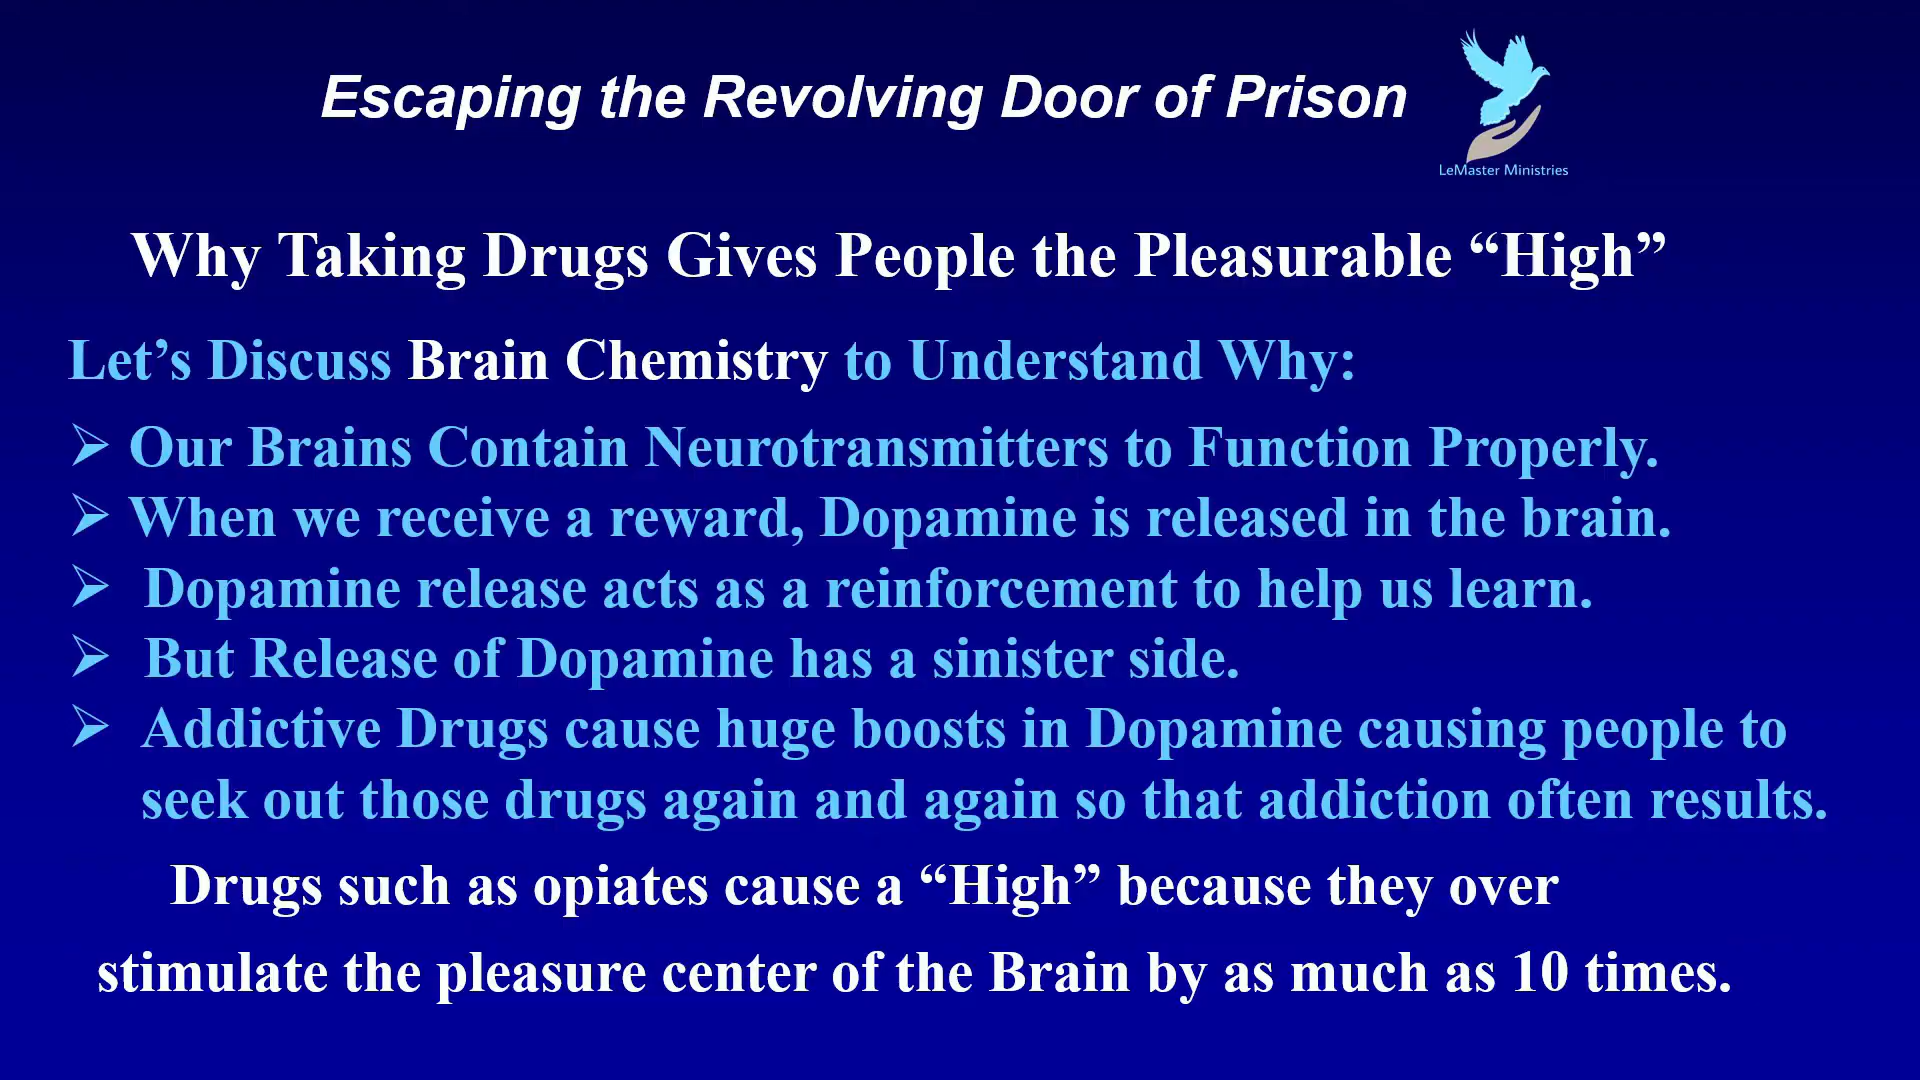 Escaping the Revolving Door of Prison
LeMaster Ministries
Why Taking Drugs Gives People the Pleasurable “High”
Let’s Discuss Brain Chemistry to Understand Why:
➢ Our Brains Contain Neurotransmitters to Function Properly.
➢ When we receive a reward, Dopamine is released in the brain.
➢ Dopamine release acts as a reinforcement to help us learn.
➢ But Release of Dopamine has a sinister side.
➢ Addictive Drugs cause huge boosts in Dopamine causing people to
seek out those drugs again and again so that addiction often results.
Drugs such as opiates cause a “High” because they over
stimulate the pleasure center of the Brain by as much as 10 times.